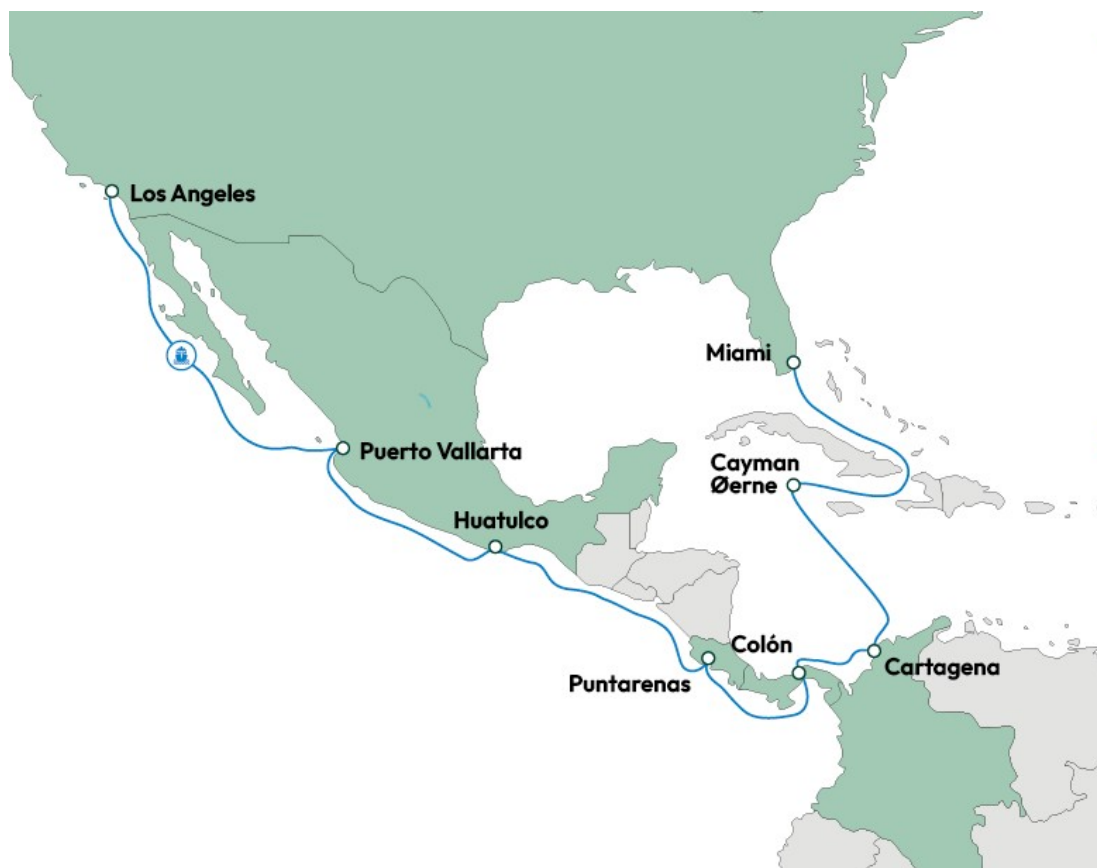 Los Angeles
Miami
Puerto Vallarta
Cayman
Øerne
Huatulco
Colón
Puntarenas
Cartagena